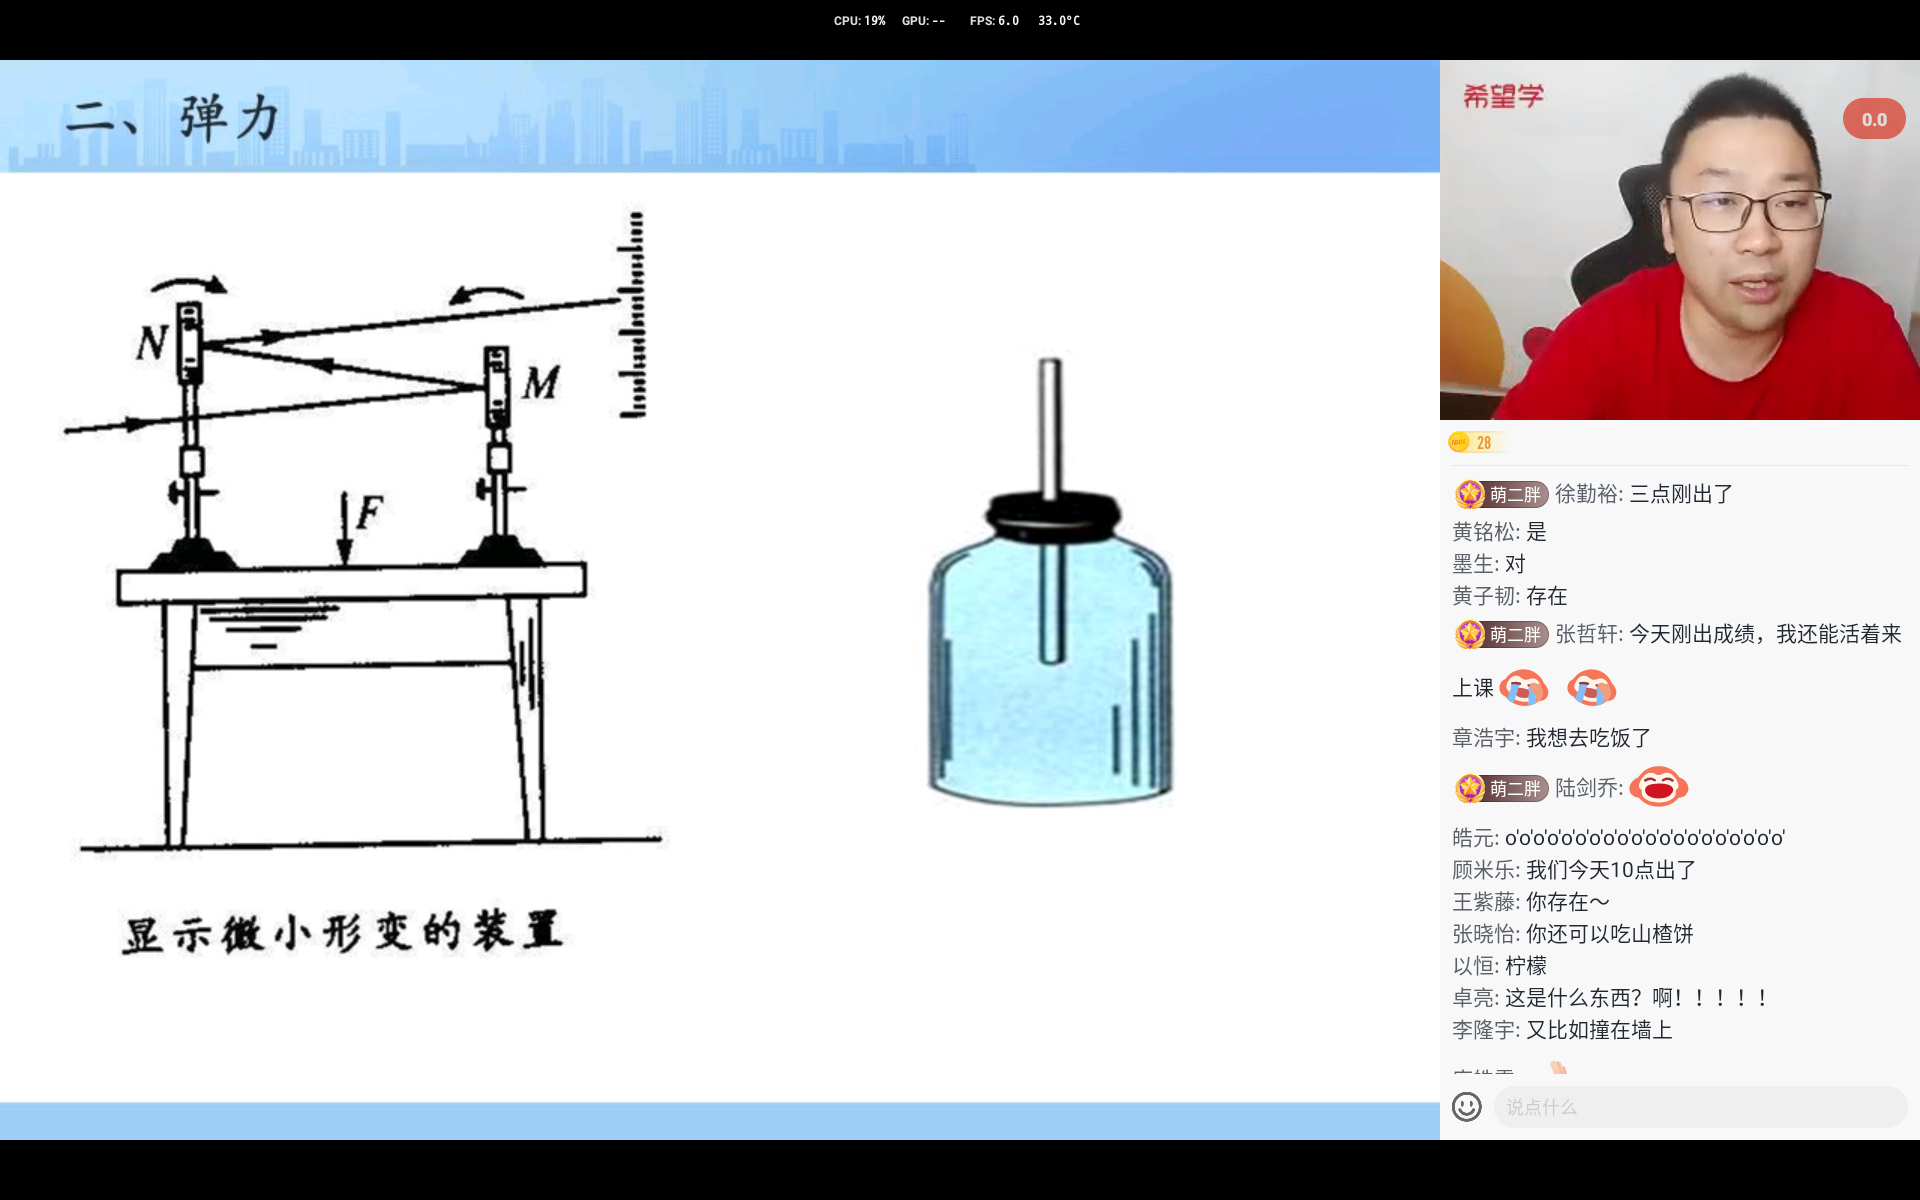 CPU: 19% GPU: -- FPS: 6.0 33.0°C
二、弹力
N
M
F
显示微小形变的装置
希望学
0.0
28
萌二胖 徐勤裕: 三点刚出了
黄铭松: 是
墨生: 对
黄子韧: 存在
萌二胖 张哲轩: 今天刚出成绩，我还能活着来
上课
章浩宇: 我想去吃饭了
萌二胖 陆剑乔:
皓元: o'o'o'o'o'o'o'o'o'o'o'o'o'o'o'o'o'o'o'o'
顾米乐: 我们今天10点出了
王紫藤: 你存在～
张晓怡: 你还可以吃山楂饼
以恒: 柠檬
卓亮: 这是什么东西？啊！！！！！
李隆宇: 又比如撞在墙上
说点什么